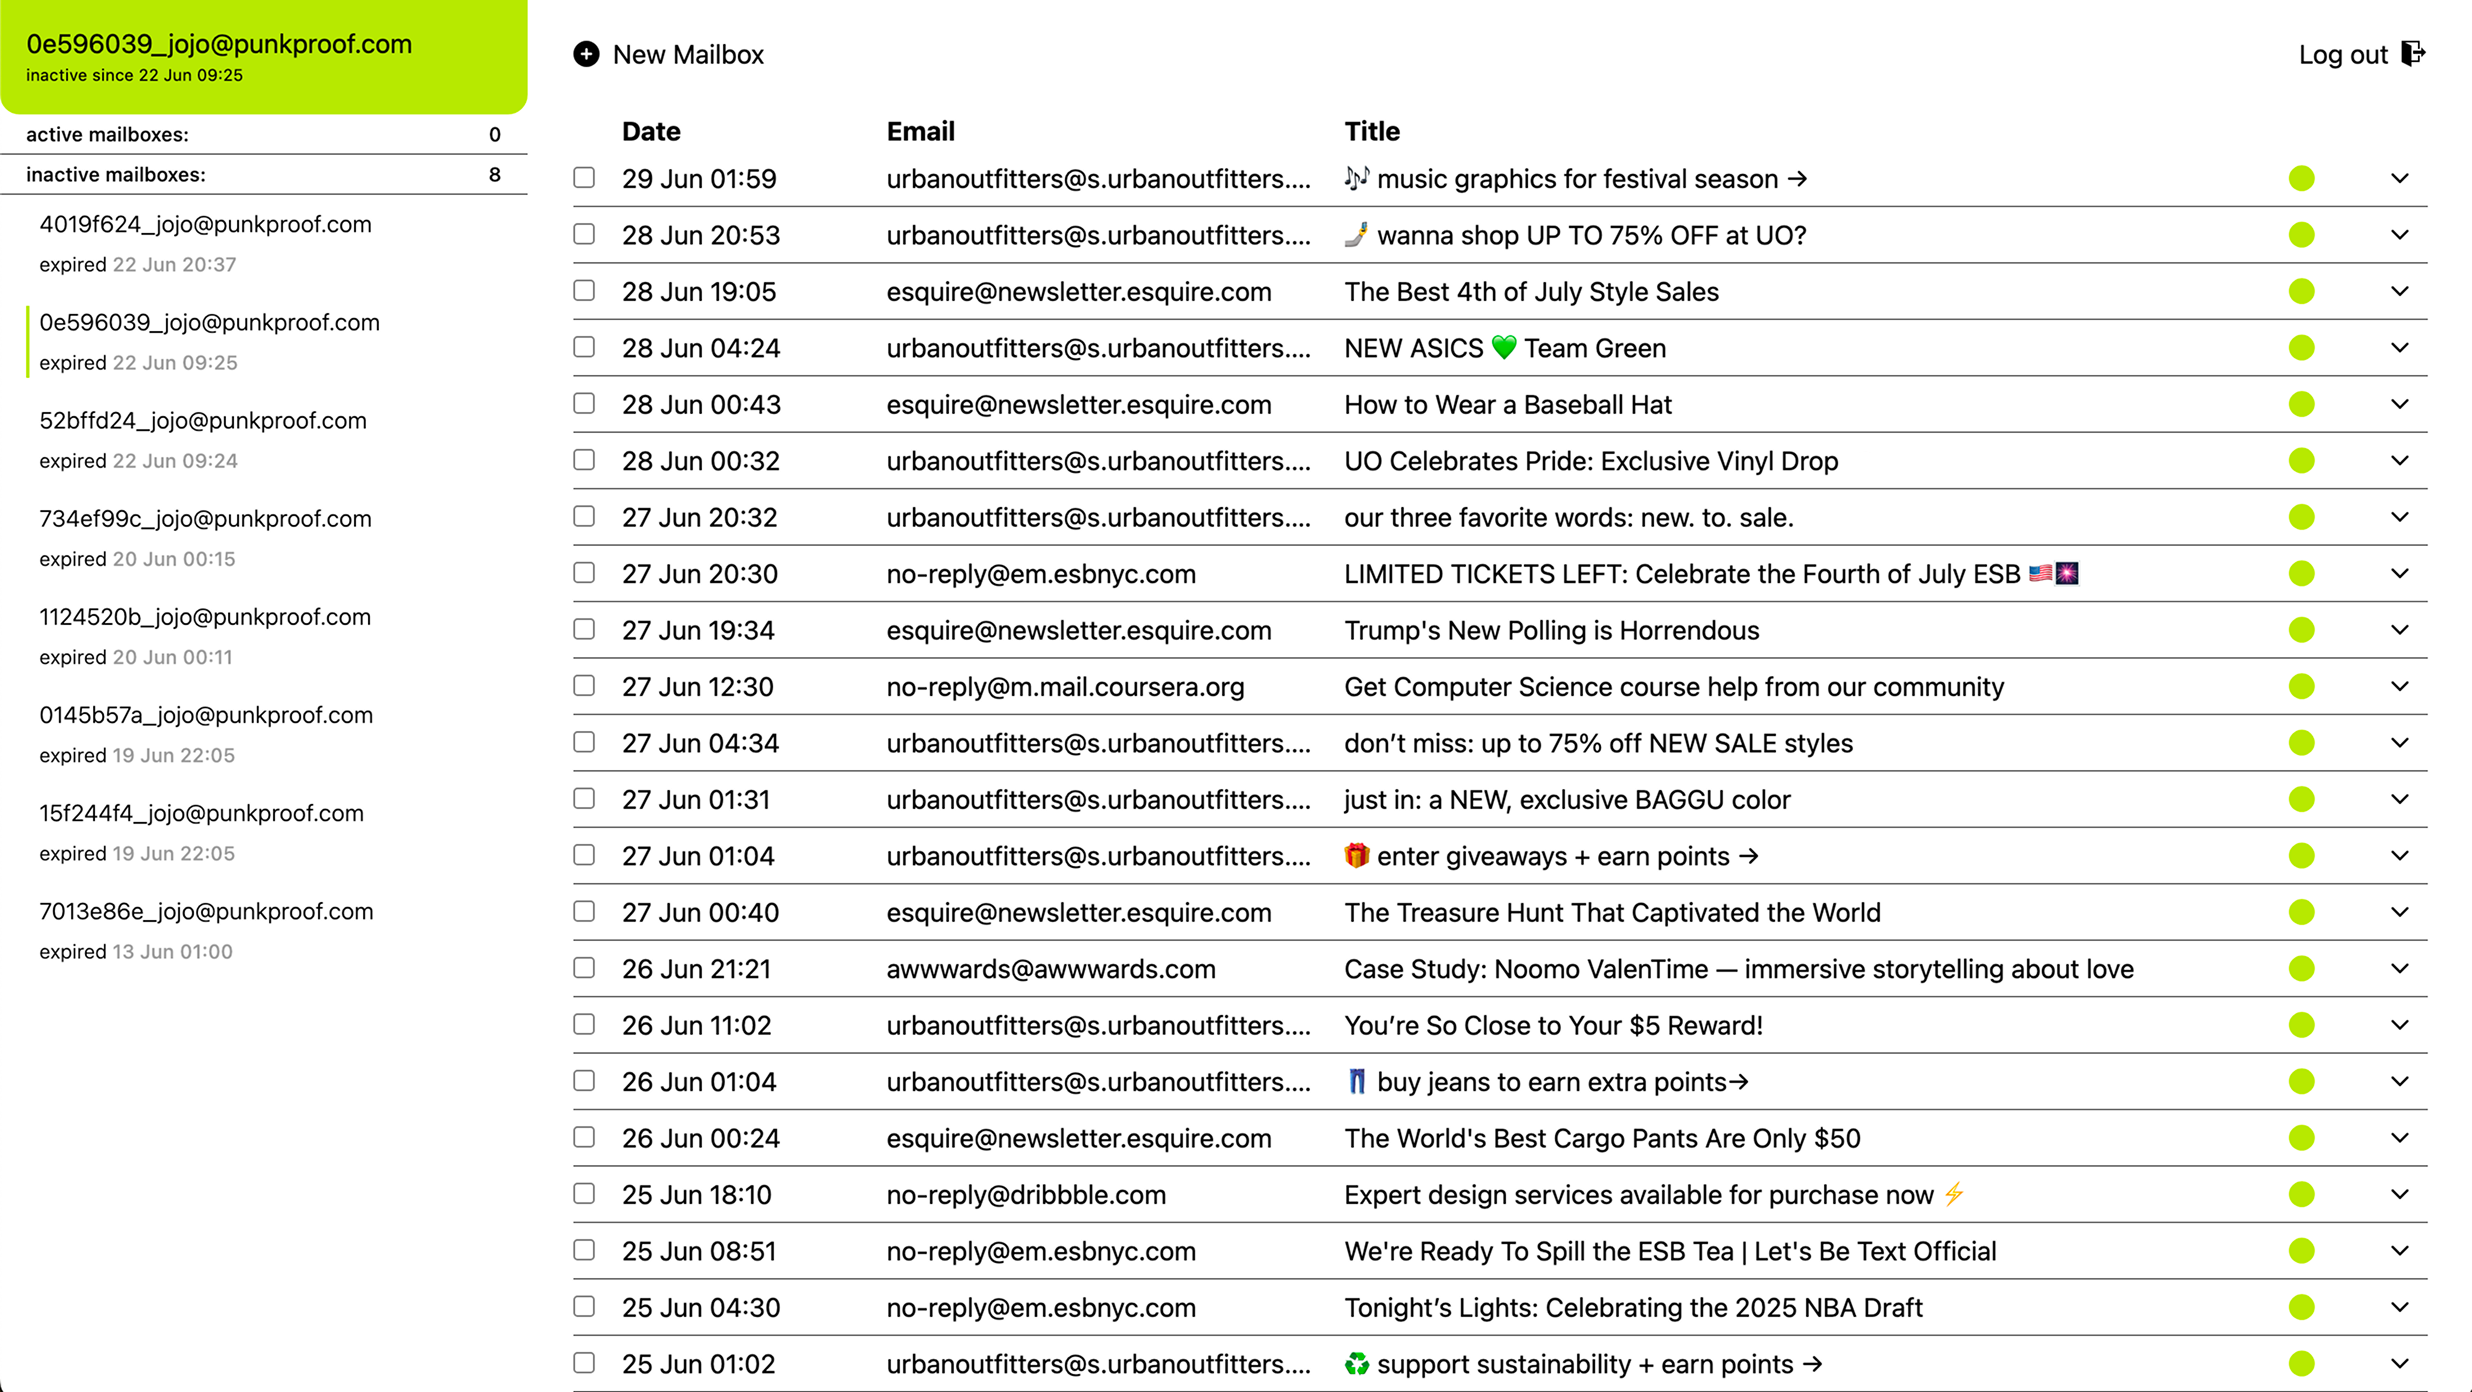 0e596039_jojo@punkproof.com
inactive since 22 Jun 09:25
active mailboxes: 0
inactive mailboxes: 8
4019f624_jojo@punkproof.com
expired 22 Jun 20:37
0e596039_jojo@punkproof.com
expired 22 Jun 09:25
52bffd24_jojo@punkproof.com
expired 22 Jun 09:24
734ef99c_jojo@punkproof.com
expired 20 Jun 00:15
1124520b_jojo@punkproof.com
expired 20 Jun 00:11
0145b57a_jojo@punkproof.com
expired 19 Jun 22:05
15f244f4_jojo@punkproof.com
expired 19 Jun 22:05
7013e86e_jojo@punkproof.com
expired 13 Jun 01:00
New Mailbox
Log out
Date Email Title
29 Jun 01:59 urbanoutfitters@s.urbanoutfitters.... 🎶 music graphics for festival season →
28 Jun 20:53 urbanoutfitters@s.urbanoutfitters.... 🤳 wanna shop UP TO 75% OFF at UO?
28 Jun 19:05 esquire@newsletter.esquire.com The Best 4th of July Style Sales
28 Jun 04:24 urbanoutfitters@s.urbanoutfitters.... NEW ASICS 💚 Team Green
28 Jun 00:43 esquire@newsletter.esquire.com How to Wear a Baseball Hat
28 Jun 00:32 urbanoutfitters@s.urbanoutfitters.... UO Celebrates Pride: Exclusive Vinyl Drop
27 Jun 20:32 urbanoutfitters@s.urbanoutfitters.... our three favorite words: new. to. sale.
27 Jun 20:30 no-reply@em.esbnyc.com LIMITED TICKETS LEFT: Celebrate the Fourth of July ESB 🇺🇸🎆
27 Jun 19:34 esquire@newsletter.esquire.com Trump's New Polling is Horrendous
27 Jun 12:30 no-reply@m.mail.coursera.org Get Computer Science course help from our community
27 Jun 04:34 urbanoutfitters@s.urbanoutfitters.... don’t miss: up to 75% off NEW SALE styles
27 Jun 01:31 urbanoutfitters@s.urbanoutfitters.... just in: a NEW, exclusive BAGGU color
27 Jun 01:04 urbanoutfitters@s.urbanoutfitters.... 🎁 enter giveaways + earn points →
27 Jun 00:40 esquire@newsletter.esquire.com The Treasure Hunt That Captivated the World
26 Jun 21:21 awwwards@awwwards.com Case Study: Noomo ValenTime — immersive storytelling about love
26 Jun 11:02 urbanoutfitters@s.urbanoutfitters.... You’re So Close to Your $5 Reward!
26 Jun 01:04 urbanoutfitters@s.urbanoutfitters.... 👖 buy jeans to earn extra points→
26 Jun 00:24 esquire@newsletter.esquire.com The World's Best Cargo Pants Are Only $50
25 Jun 18:10 no-reply@dribbble.com Expert design services available for purchase now ⚡
25 Jun 08:51 no-reply@em.esbnyc.com We're Ready To Spill the ESB Tea | Let's Be Text Official
25 Jun 04:30 no-reply@em.esbnyc.com Tonight’s Lights: Celebrating the 2025 NBA Draft
25 Jun 01:02 urbanoutfitters@s.urbanoutfitters.... ♻️ support sustainability + earn points →